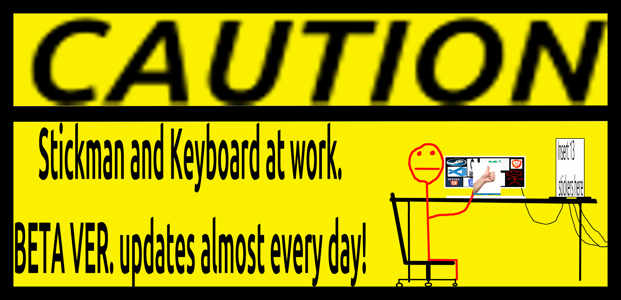 CAUTION
Stickman and Keyboard at work.
BETA VER. updates almost every day!
Insert 13
stickers here